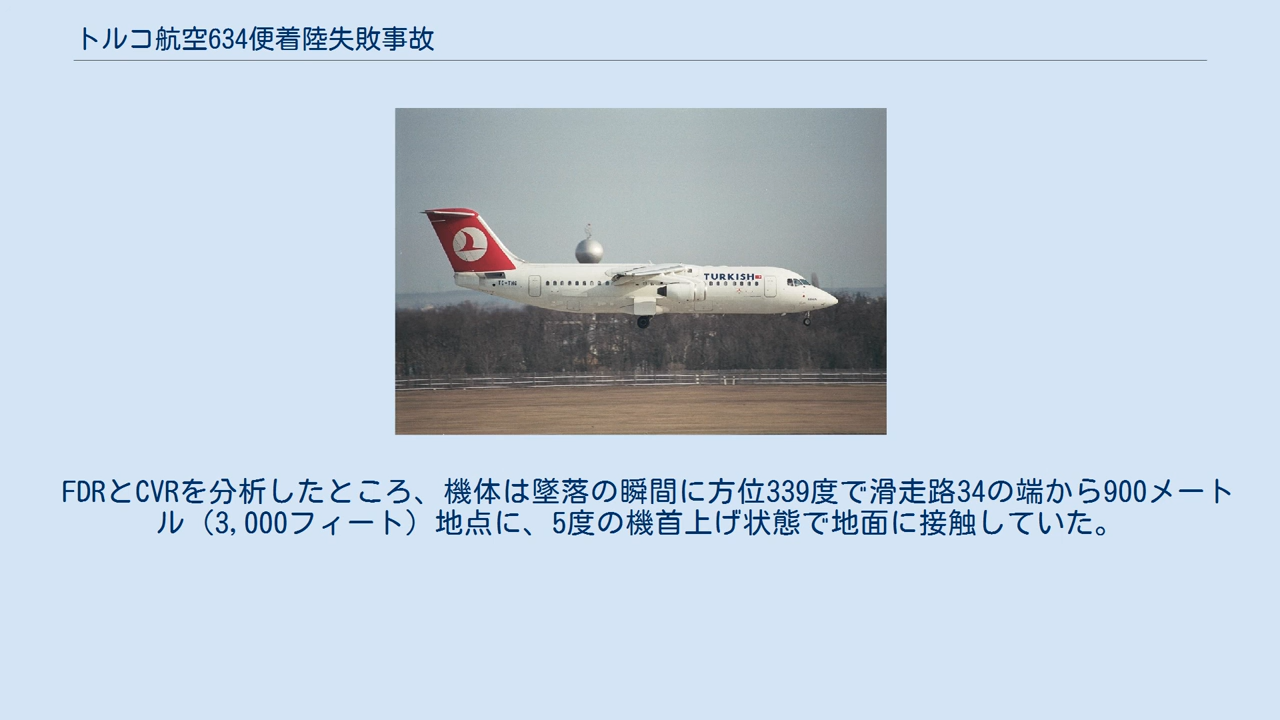 トルコ航空634便着陸失敗事故
TURKISH
FDRとCVRを分析したところ、機体は墜落の瞬間に方位339度で滑走路34の端から900メート
ル（3,000フィート）地点に、5度の機首上げ状態で地面に接触していた。